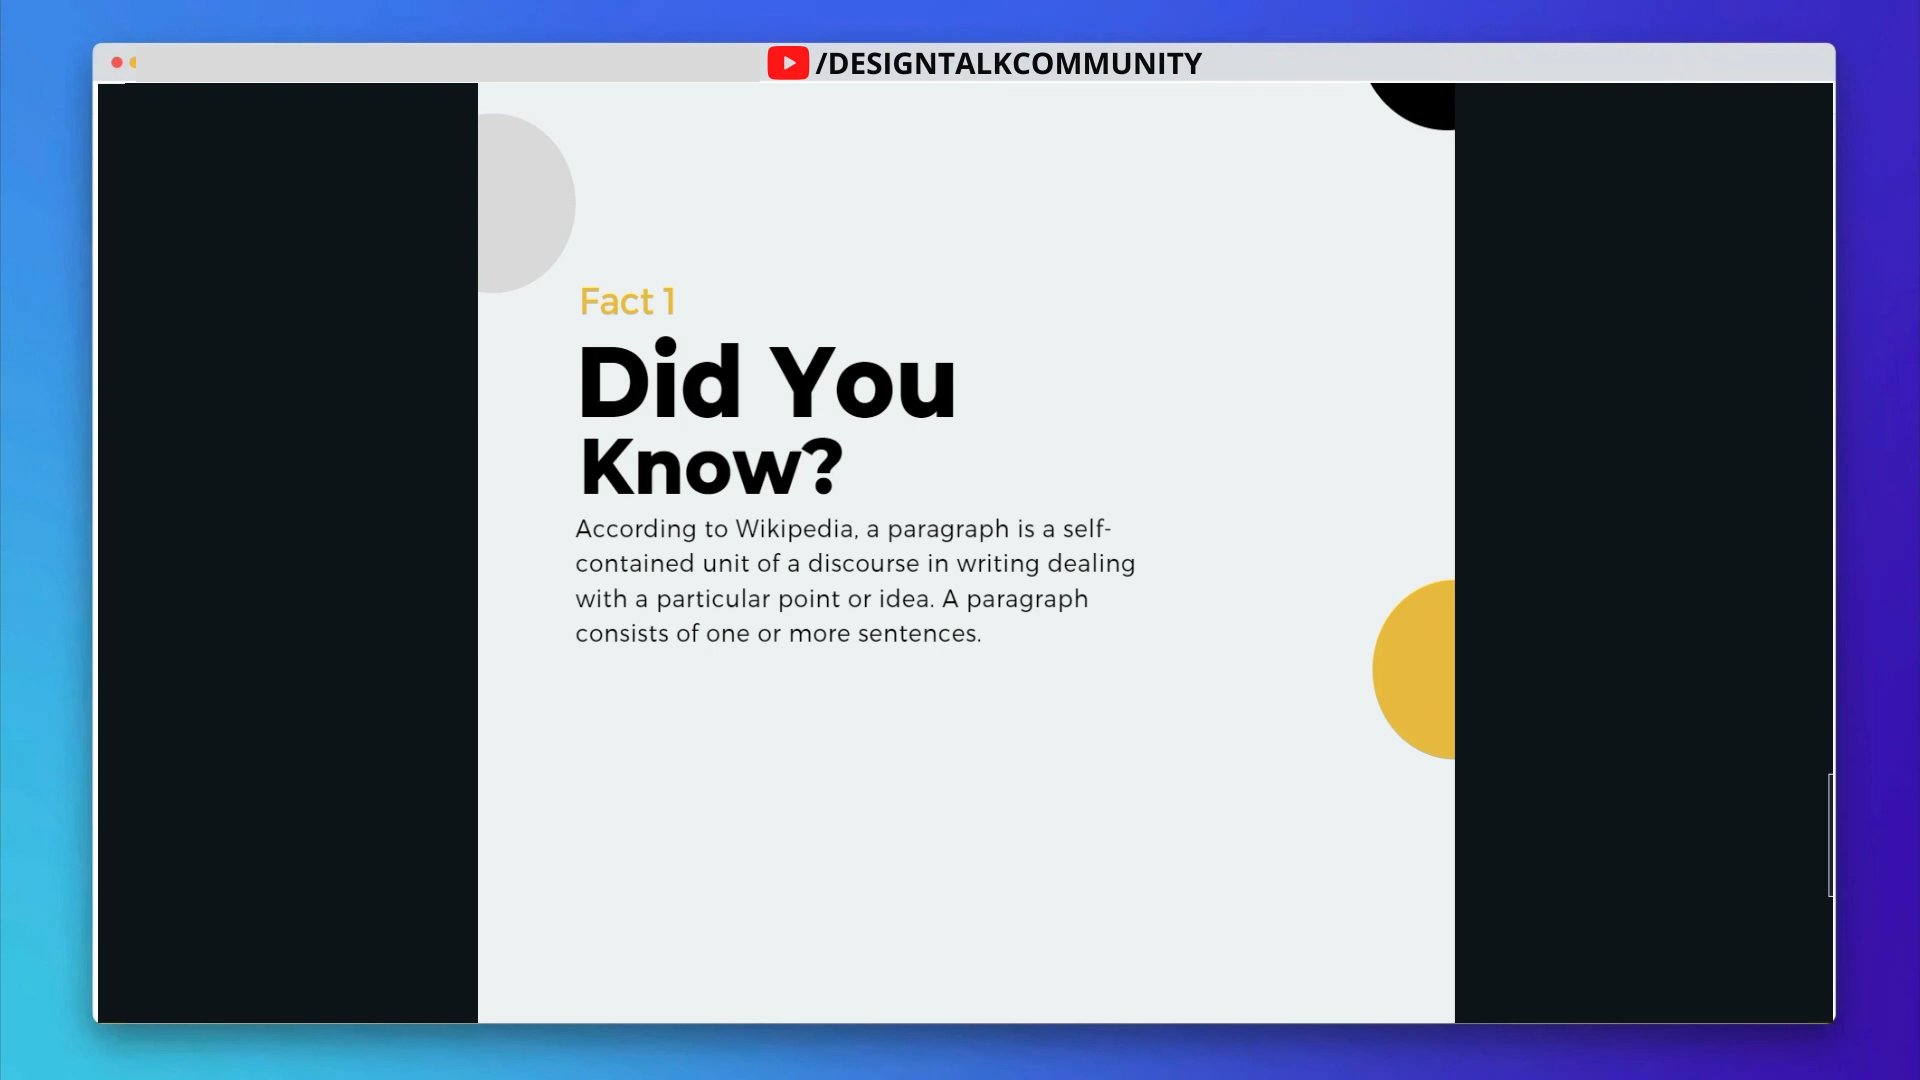 /DESIGNTALKCOMMUNITY
Fact 1
Did You
Know?
According to Wikipedia, a paragraph is a self-
contained unit of a discourse in writing dealing
with a particular point or idea. A paragraph
consists of one or more sentences.